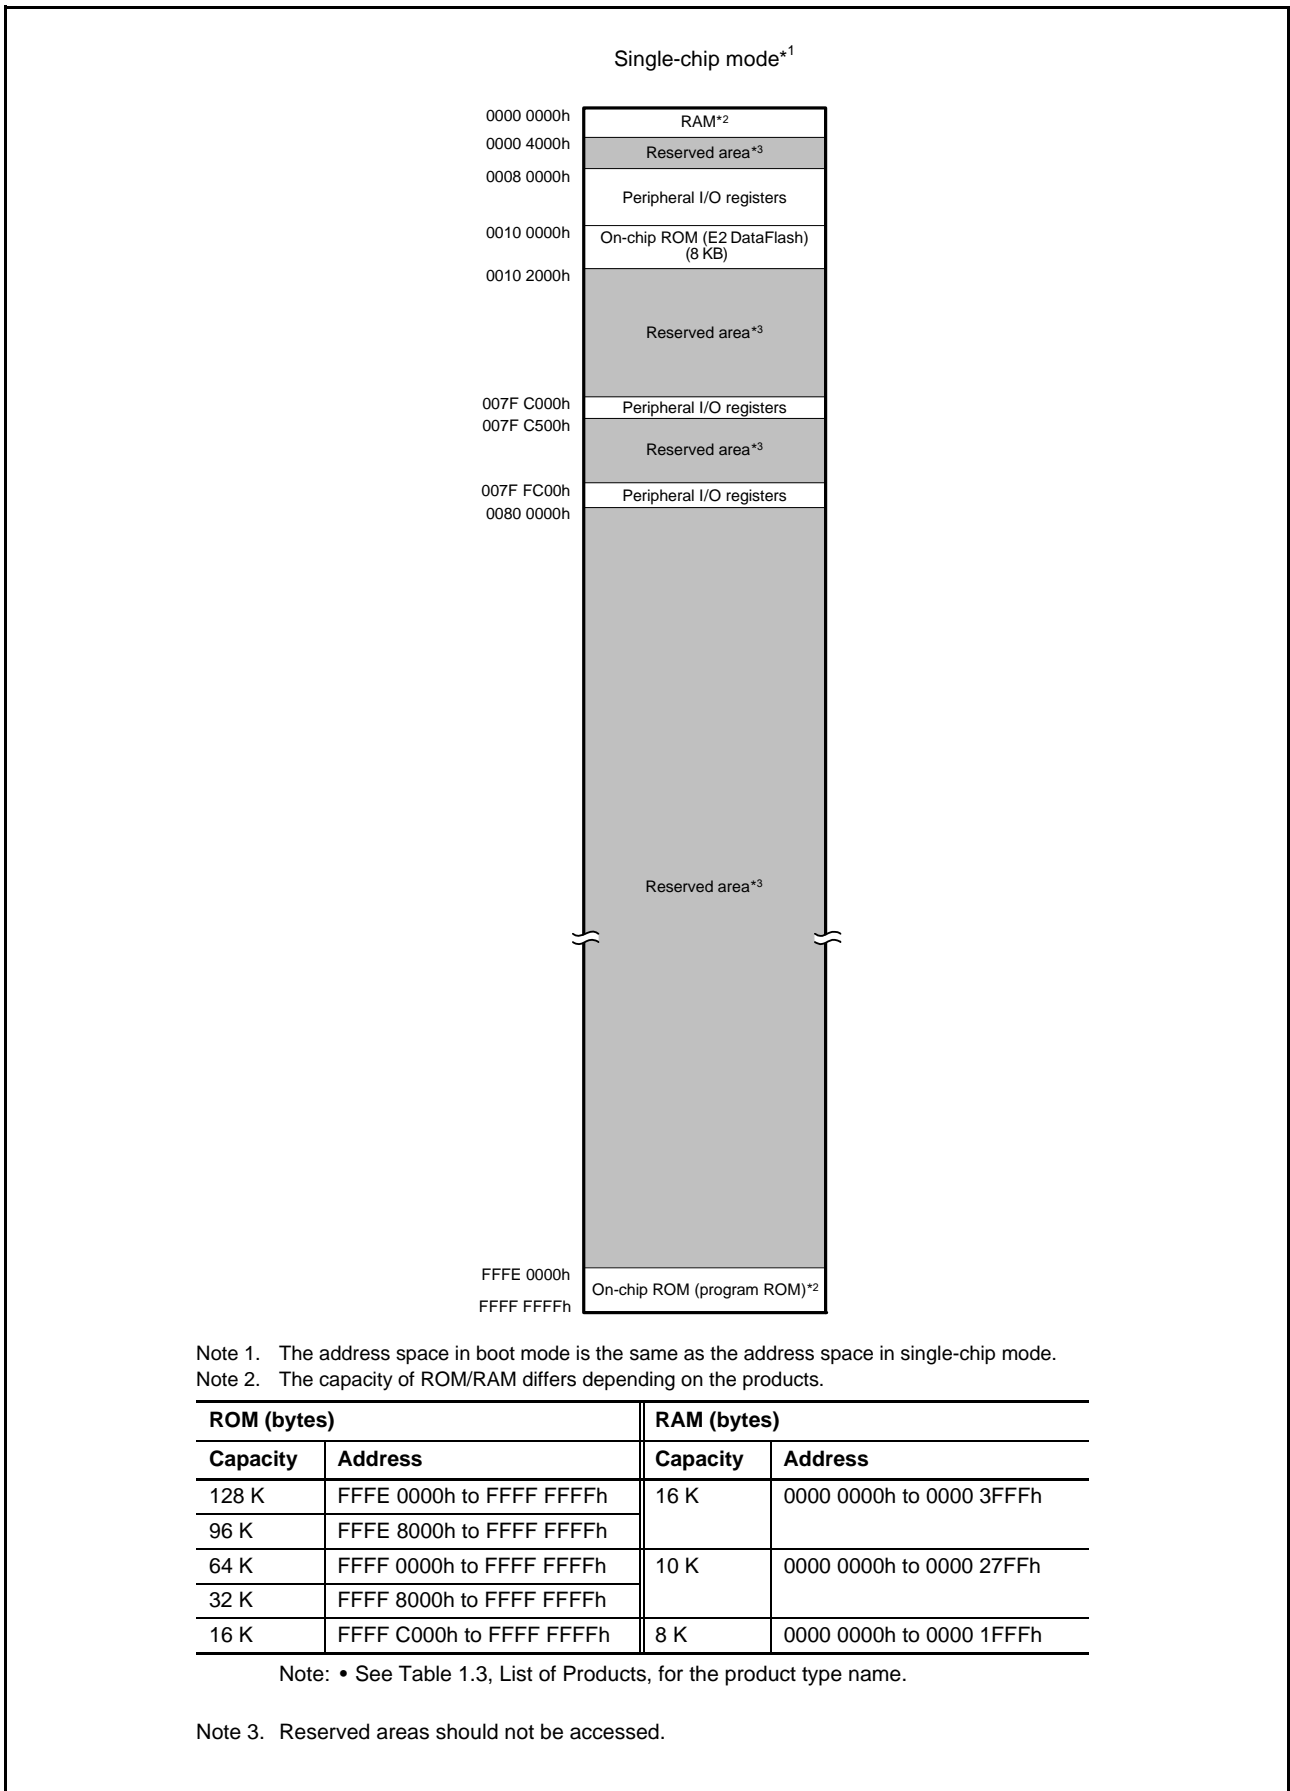 Single-chip mode*1
0000 0000h
RAM*2
0000 4000h
Reserved area*3
0008 0000h
Peripheral I/O registers
0010 0000h
On-chip ROM (E2 DataFlash)
(8 KB)
0010 2000h
Reserved area*3
007F C000h
Peripheral I/O registers
007F C500h
Reserved area*3
007F FC00h
Peripheral I/O registers
0080 0000h
Reserved area*3
FFFE 0000h
On-chip ROM (program ROM)*2
FFFF FFFFh
Note 1. The address space in boot mode is the same as the address space in single-chip mode.
Note 2. The capacity of ROM/RAM differs depending on the products.
ROM (bytes) RAM (bytes)
Capacity Address Capacity Address
128 K FFFE 0000h to FFFF FFFFh 16 K 0000 0000h to 0000 3FFFh
96 K FFFE 8000h to FFFF FFFFh
64 K FFFF 0000h to FFFF FFFFh 10 K 0000 0000h to 0000 27FFh
32 K FFFF 8000h to FFFF FFFFh
16 K FFFF C000h to FFFF FFFFh 8 K 0000 0000h to 0000 1FFFh
Note: • See Table 1.3, List of Products, for the product type name.
Note 3. Reserved areas should not be accessed.